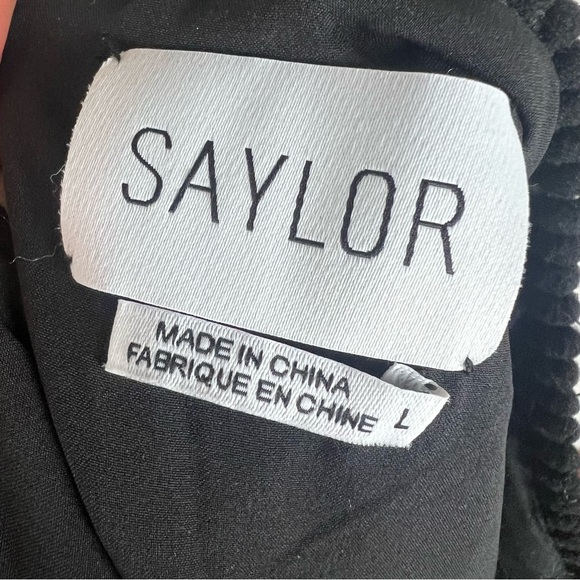 SAYLOR
MADE IN CHINA
FABRIQUE EN CHINE
L